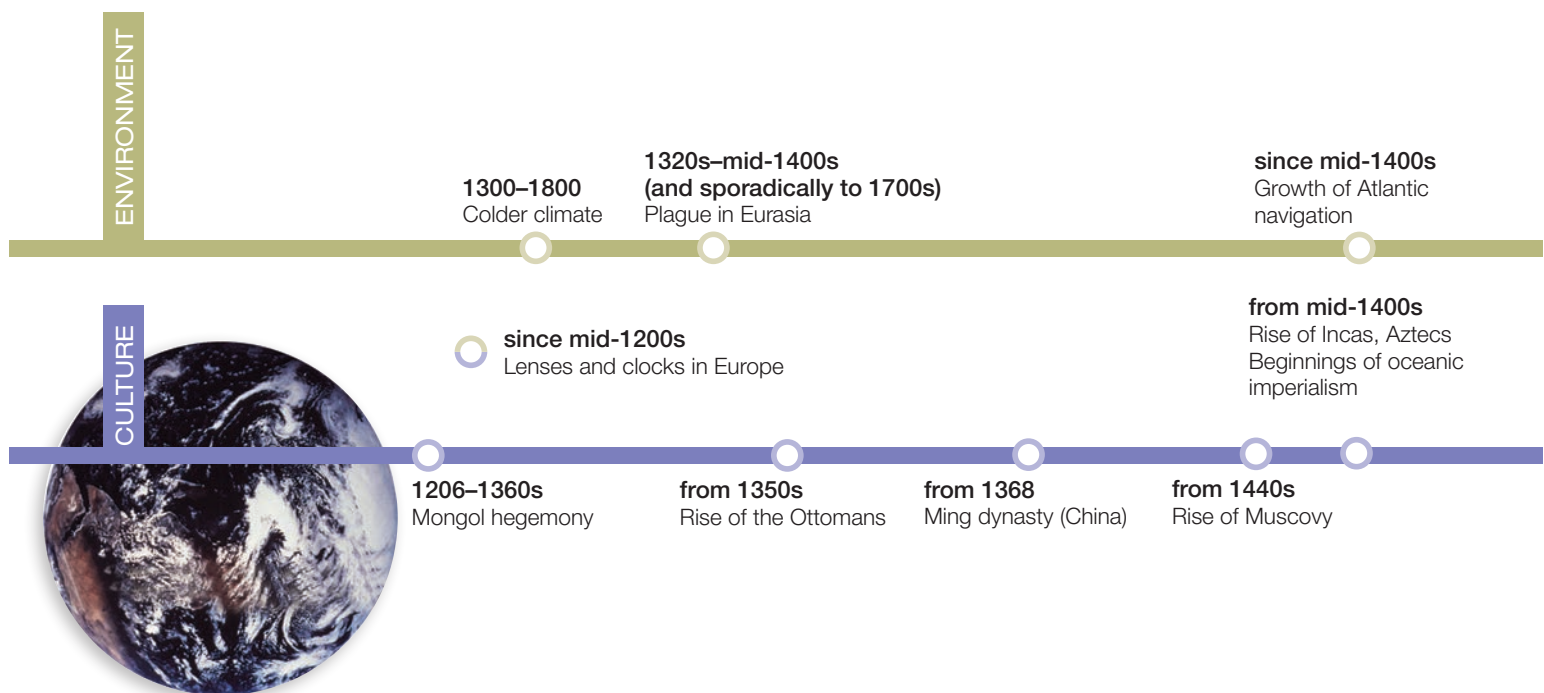 ENVIRONMENT
1300–1800
Colder climate
1320s–mid-1400s
(and sporadically to 1700s)
Plague in Eurasia
since mid-1400s
Growth of Atlantic
navigation
CULTURE
since mid-1200s
Lenses and clocks in Europe
from mid-1400s
Rise of Incas, Aztecs
Beginnings of oceanic
imperialism
1206–1360s
Mongol hegemony
from 1350s
Rise of the Ottomans
from 1368
Ming dynasty (China)
from 1440s
Rise of Muscovy